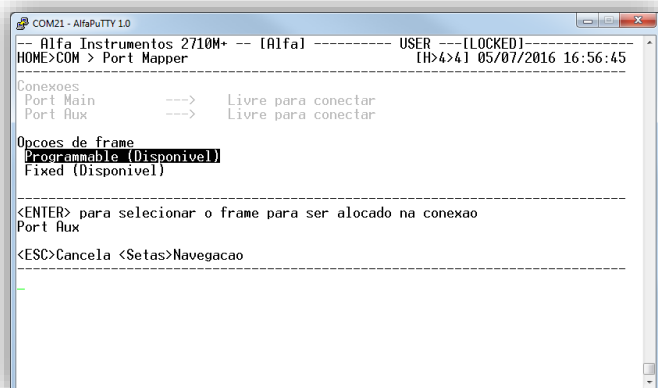 COM21 - AlfaPuTTY 1.0
-- Alfa Instrumentos 2710M+ -- [Alfa] ---------- USER ---[LOCKED]--------------
HOME>COM > Port Mapper [H>4>4] 05/07/2016 16:56:45
--------------------------------------------------------------------------------
Conexoes
Port Main ---> Livre para conectar
Port Aux ---> Livre para conectar
Opcoes de frame
Programmable (Disponivel)
Fixed (Disponivel)
--------------------------------------------------------------------------------
<ENTER> para selecionar o frame para ser alocado na conexao
Port Aux
<ESC>Cancela <Setas>Navegacao
--------------------------------------------------------------------------------